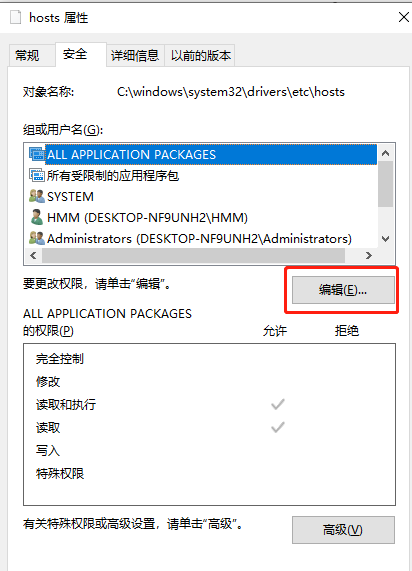 hosts 属性
常规 安全 详细信息 以前的版本
对象名称: C:\windows\system32\drivers\etc\hosts
组或用户名(G):
ALL APPLICATION PACKAGES
所有受限制的应用程序包
SYSTEM
HMM (DESKTOP-NF9UNH2\HMM)
Administrators (DESKTOP-NF9UNH2\Administrators)
要更改权限，请单击“编辑”。
编辑(E)...
ALL APPLICATION PACKAGES
的权限(P) 允许 拒绝
完全控制
修改
读取和执行
读取
写入
特殊权限
有关特殊权限或高级设置，请单击“高级”。
高级(V)